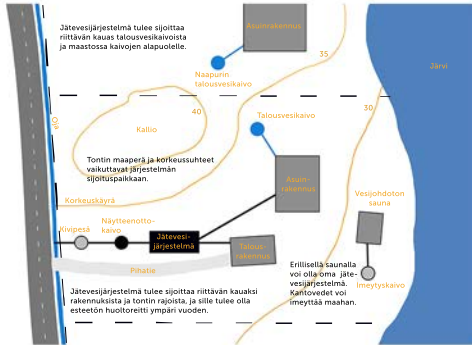 Jätevesijärjestelmä tulee sijoittaa
riittävän kauas talousvesikaivoista
ja maastossa kaivojen alapuolelle.
Asuinrakennus
35
Järvi
Naapurin
talousvesikaivo
Oja
40
30
Kallio
Talousvesikaivo
Tontin maaperä ja korkeussuhteet
vaikuttavat järjestelmän
sijoituspaikkaan.
Asuin-
rakennus
Vesijohdoton
sauna
Korkeuskäyrä
Kivipesä
Näytteenotto-
kaivo
Jätevesi-
järjestelmä
Talous-
rakennus
Pihatie
Erillisellä saunalla
voi olla oma jäte-
vesijärjestelmä.
Kantovedet voi
imeyttää maahan.
Imeytyskaivo
Jätevesijärjestelmä tulee sijoittaa riittävän kauaksi
rakennuksista ja tontin rajoista, ja sille tulee olla
esteetön huoltoreitti ympäri vuoden.